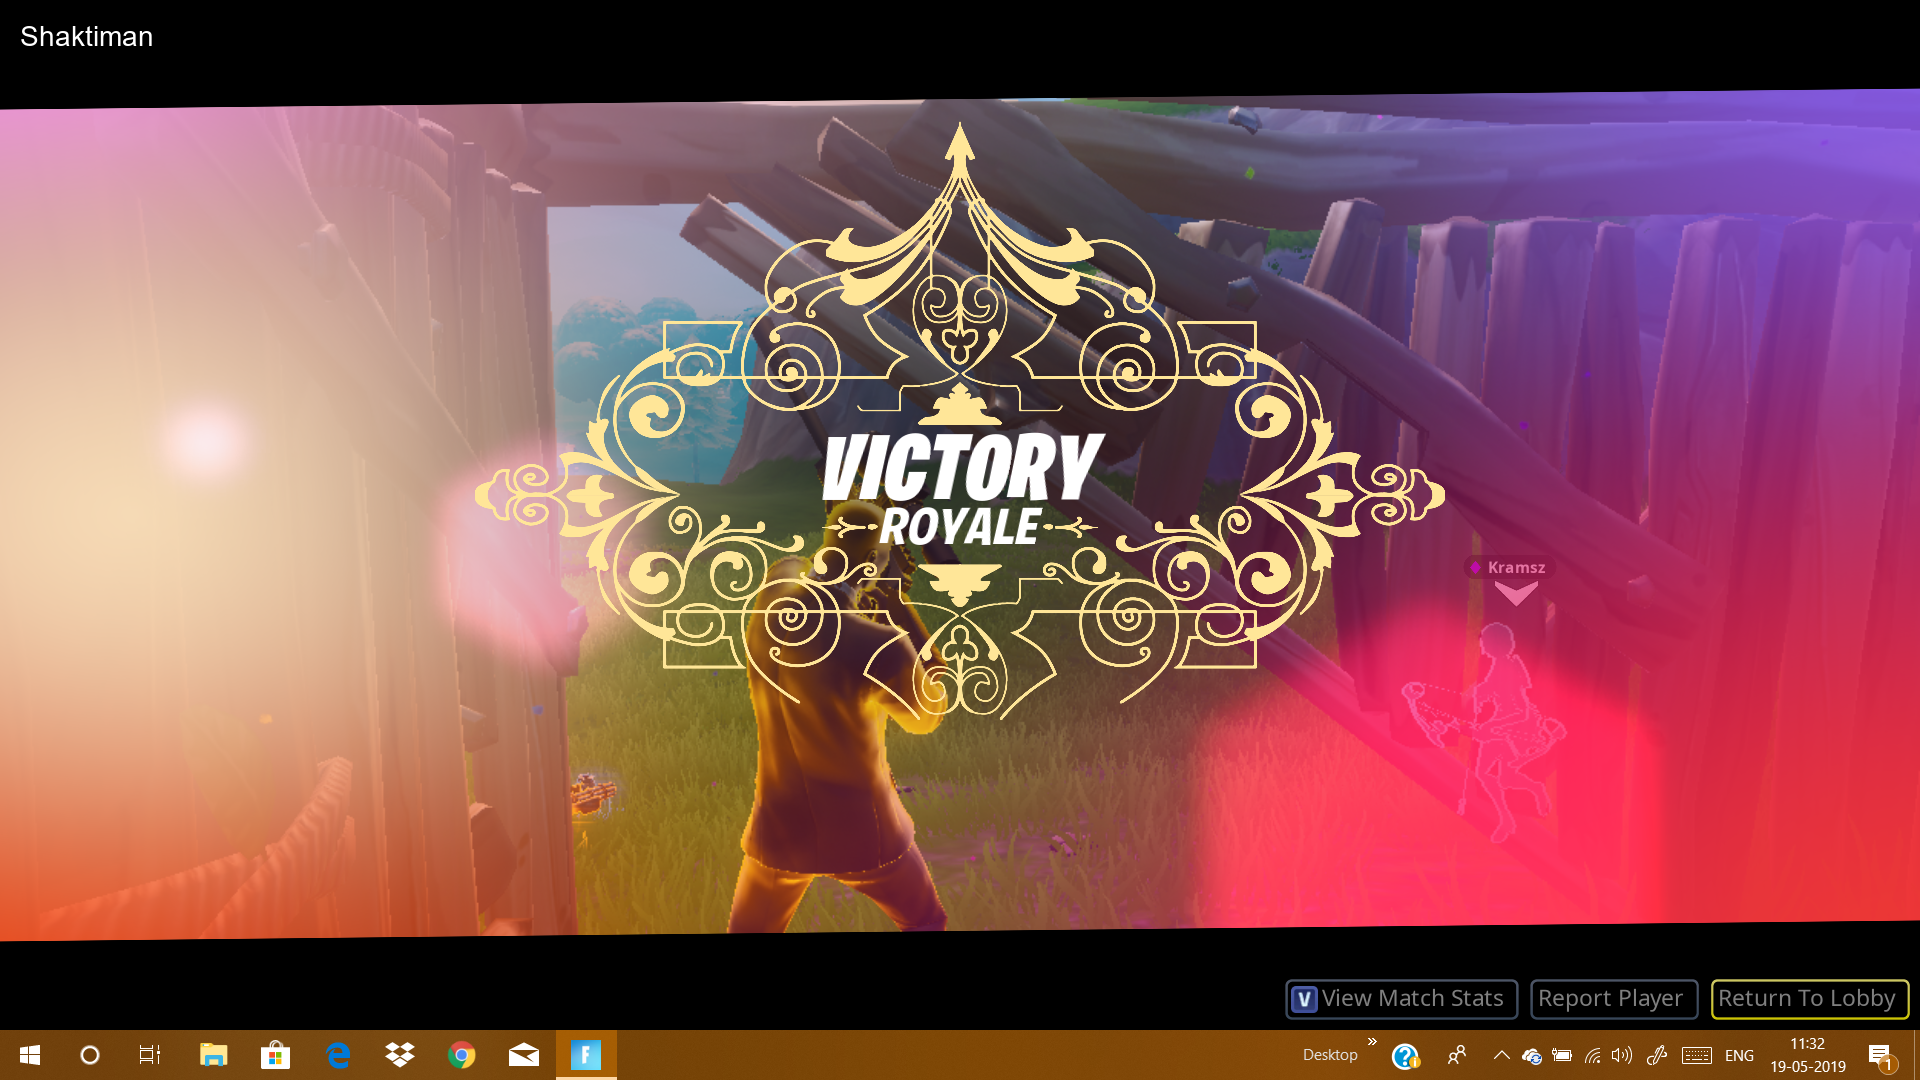 Shaktiman
VICTORY
ROYALE
Kramsz
V View Match Stats
Report Player
Return To Lobby
Desktop
ENG
11:32
19-05-2019
1